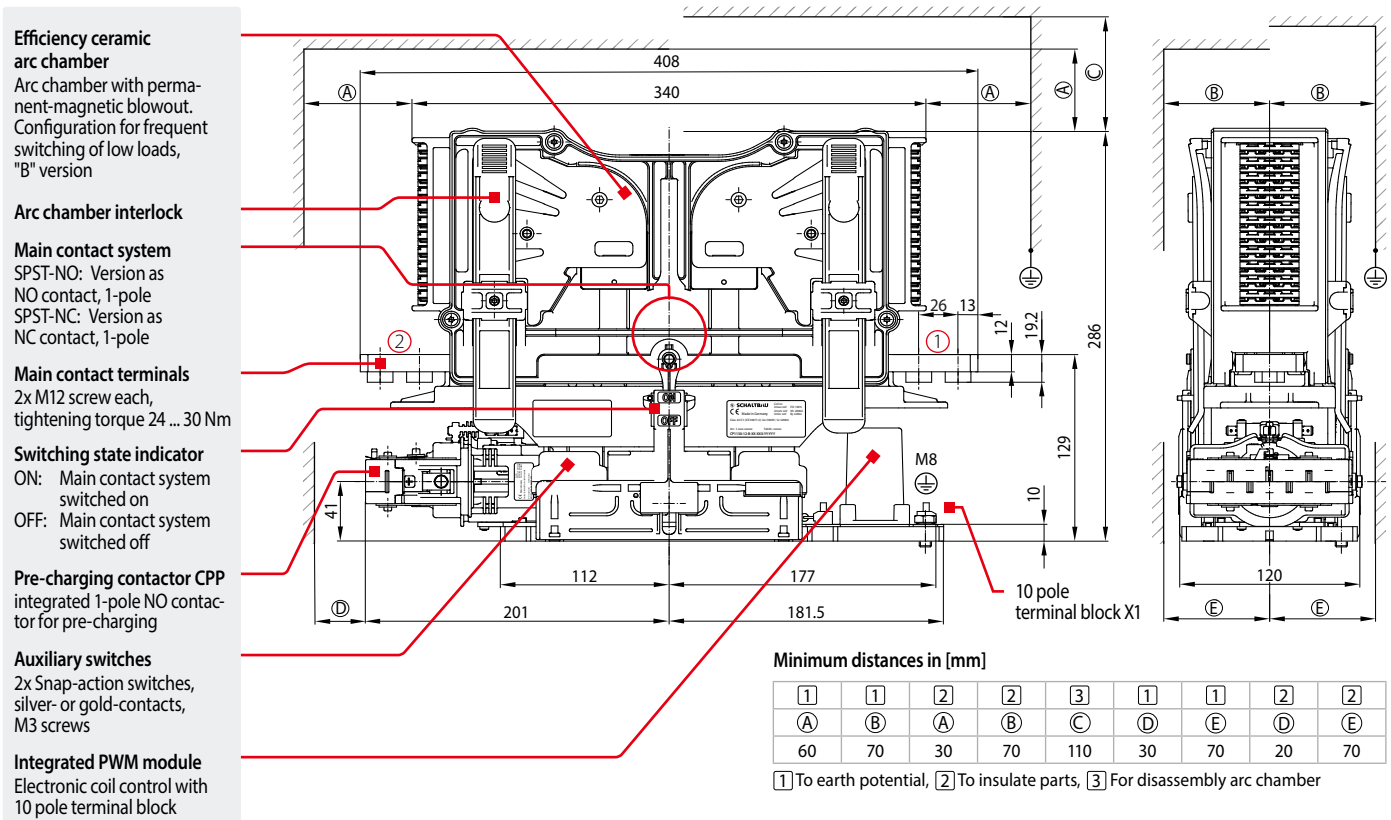 Efficiency ceramic
arc chamber
Arc chamber with perma-
nent-magnetic blowout.
Configuration for frequent
switching of low loads,
"B" version
Arc chamber interlock
Main contact system
SPST-NO: Version as
NO contact, 1-pole
SPST-NC: Version as
NC contact, 1-pole
Main contact terminals
2x M12 screw each,
tightening torque 24 ... 30 Nm
Switching state indicator
ON: Main contact system
switched on
OFF: Main contact system
switched off
Pre-charging contactor CPP
integrated 1-pole NO contac-
tor for pre-charging
Auxiliary switches
2x Snap-action switches,
silver- or gold-contacts,
M3 screws
Integrated PWM module
Electronic coil control with
10 pole terminal block
408
340
Ⓐ
Ⓐ
Ⓐ
Ⓒ
Ⓑ
Ⓑ
26
13
12
19.2
286
②
①
ON
OFF
SCHALTBAU
CE Made in Germany
M8
129
10
41
112
177
Ⓓ
201
181.5
10 pole
terminal block X1
120
Ⓔ
Ⓔ
Minimum distances in [mm]
1 1 2 2 3 1 1 2 2
Ⓐ Ⓑ Ⓐ Ⓑ Ⓒ Ⓓ Ⓔ Ⓓ Ⓔ
60 70 30 70 110 30 70 20 70
1 To earth potential, 2 To insulate parts, 3 For disassembly arc chamber